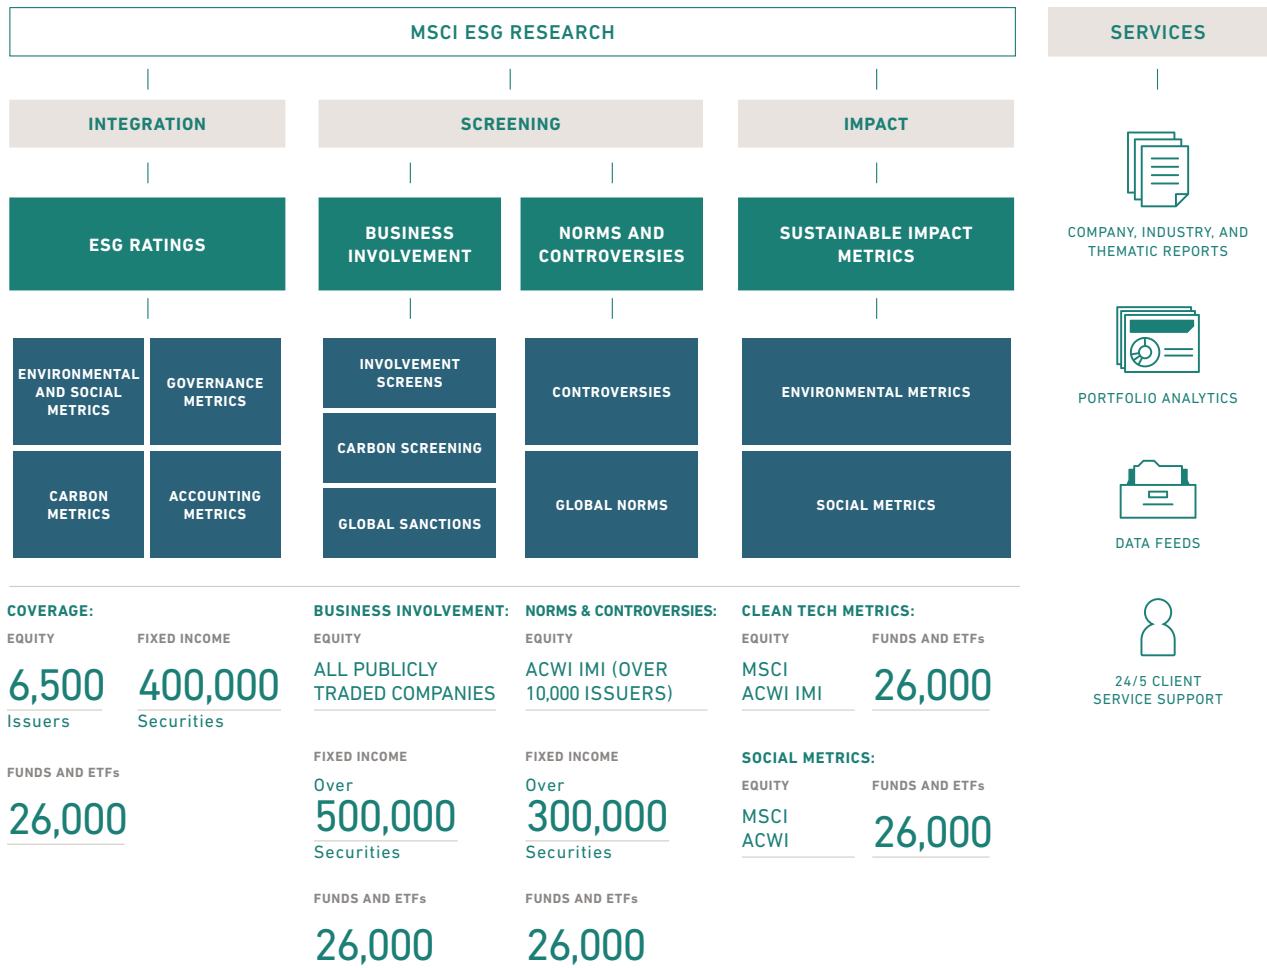 MSCI ESG RESEARCH
SERVICES
INTEGRATION
SCREENING
IMPACT
ESG RATINGS
BUSINESS
INVOLVEMENT
NORMS AND
CONTROVERSIES
SUSTAINABLE IMPACT
METRICS
ENVIRONMENTAL
AND SOCIAL
METRICS
GOVERNANCE
METRICS
CARBON
METRICS
ACCOUNTING
METRICS
INVOLVEMENT
SCREENS
CARBON SCREENING
GLOBAL SANCTIONS
CONTROVERSIES
GLOBAL NORMS
ENVIRONMENTAL METRICS
SOCIAL METRICS
COMPANY, INDUSTRY, AND
THEMATIC REPORTS
PORTFOLIO ANALYTICS
DATA FEEDS
24/5 CLIENT
SERVICE SUPPORT
COVERAGE:
EQUITY
6,500
Issuers
FIXED INCOME
400,000
Securities
FUNDS AND ETFs
26,000
BUSINESS INVOLVEMENT:
EQUITY
ALL PUBLICLY
TRADED COMPANIES
FIXED INCOME
Over
500,000
Securities
FUNDS AND ETFs
26,000
NORMS & CONTROVERSIES:
EQUITY
ACWI IMI (OVER
10,000 ISSUERS)
FIXED INCOME
Over
300,000
Securities
FUNDS AND ETFs
26,000
CLEAN TECH METRICS:
EQUITY
MSCI
ACWI IMI
FUNDS AND ETFs
26,000
SOCIAL METRICS:
EQUITY
MSCI
ACWI
FUNDS AND ETFs
26,000